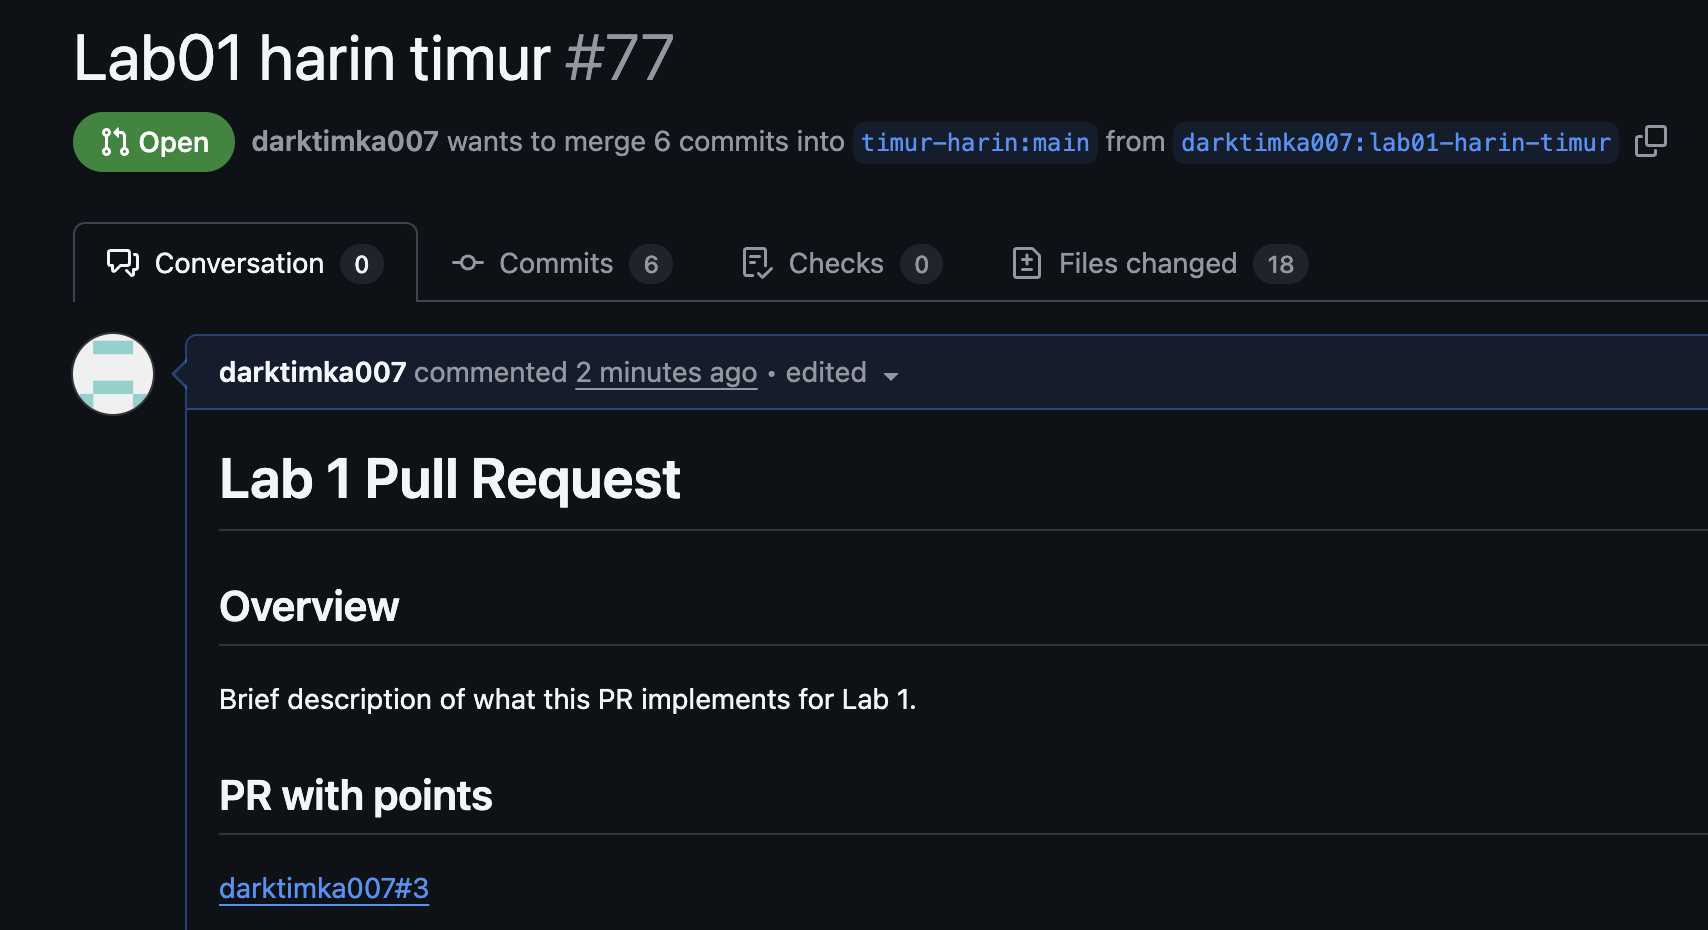 Lab01 harin timur #77
Open darktimka007 wants to merge 6 commits into timur-harin:main from darktimka007:lab01-harin-timur
Conversation 0 Commits 6 Checks 0 Files changed 18
darktimka007 commented 2 minutes ago • edited
Lab 1 Pull Request
Overview
Brief description of what this PR implements for Lab 1.
PR with points
darktimka007#3